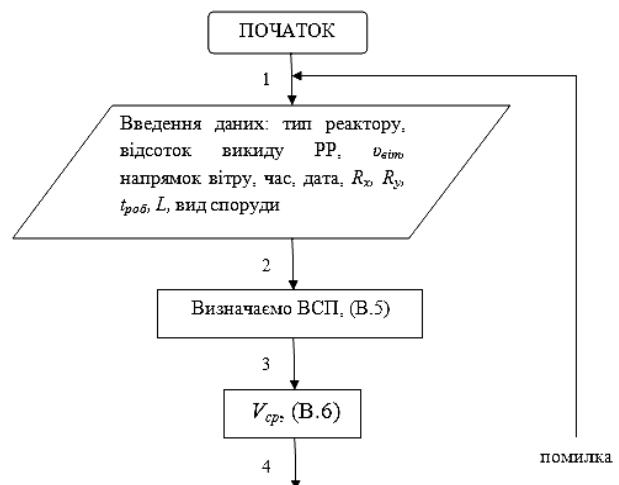 ПОЧАТОК
1
Введення даних: тип реактору,
відсоток викиду РР, υвіт,
напрямок вітру, час, дата, Rx, Ry,
tроб, L, вид споруди
2
Визначаємо ВСП, (В.5)
3
Vср, (В.6)
4
помилка